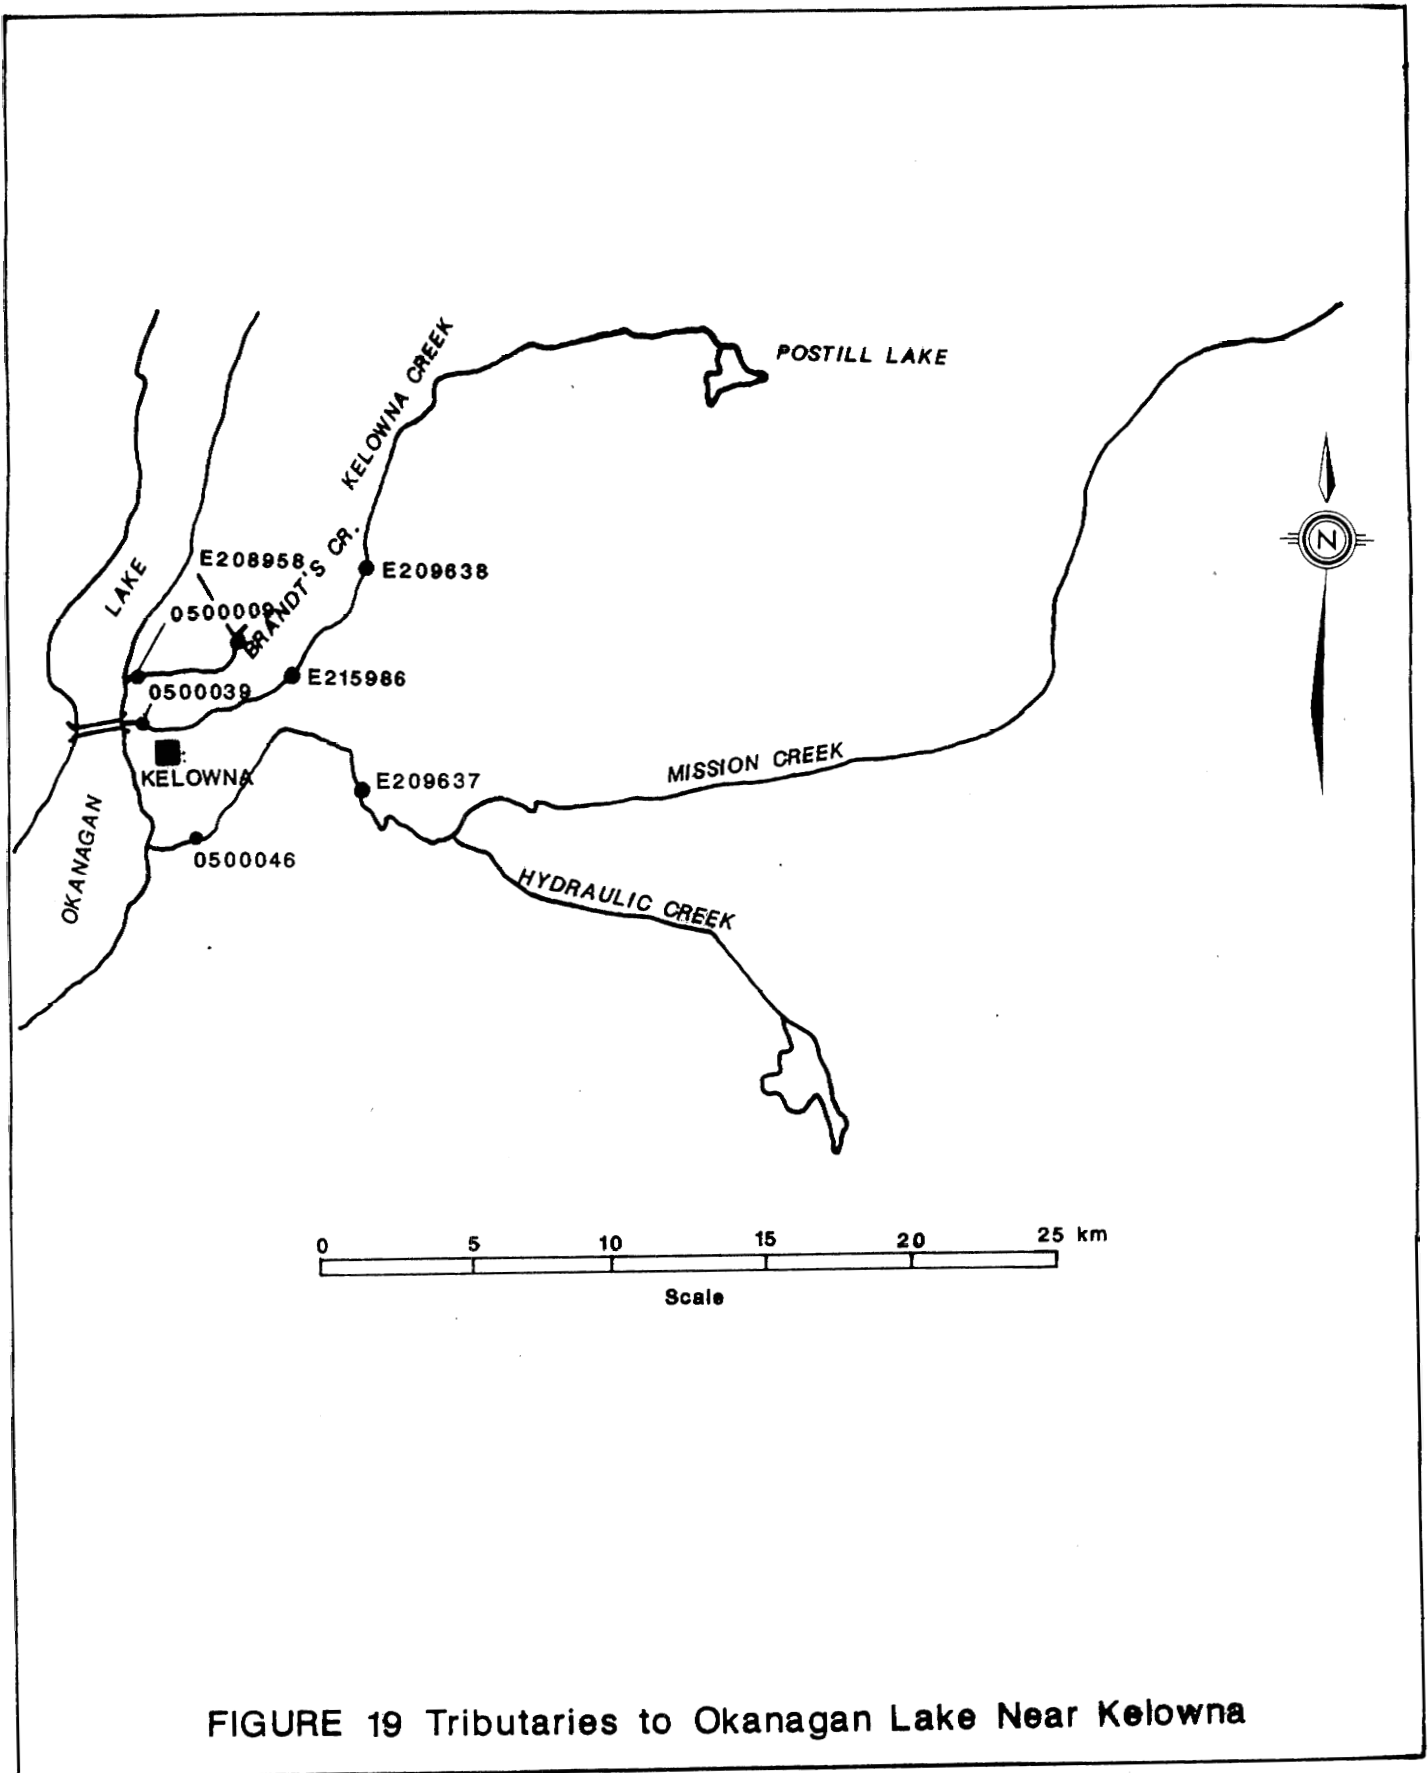 KELOWNA CREEK
POSTILL LAKE
BRANDT'S CR.
E208958
E209638
LAKE
0500009
N
E215986
0500039
MISSION CREEK
KELOWNA
E209637
OKANAGAN
0500046
HYDRAULIC CREEK
0 5 10 15 20 25 km
Scale
FIGURE 19 Tributaries to Okanagan Lake Near Kelowna